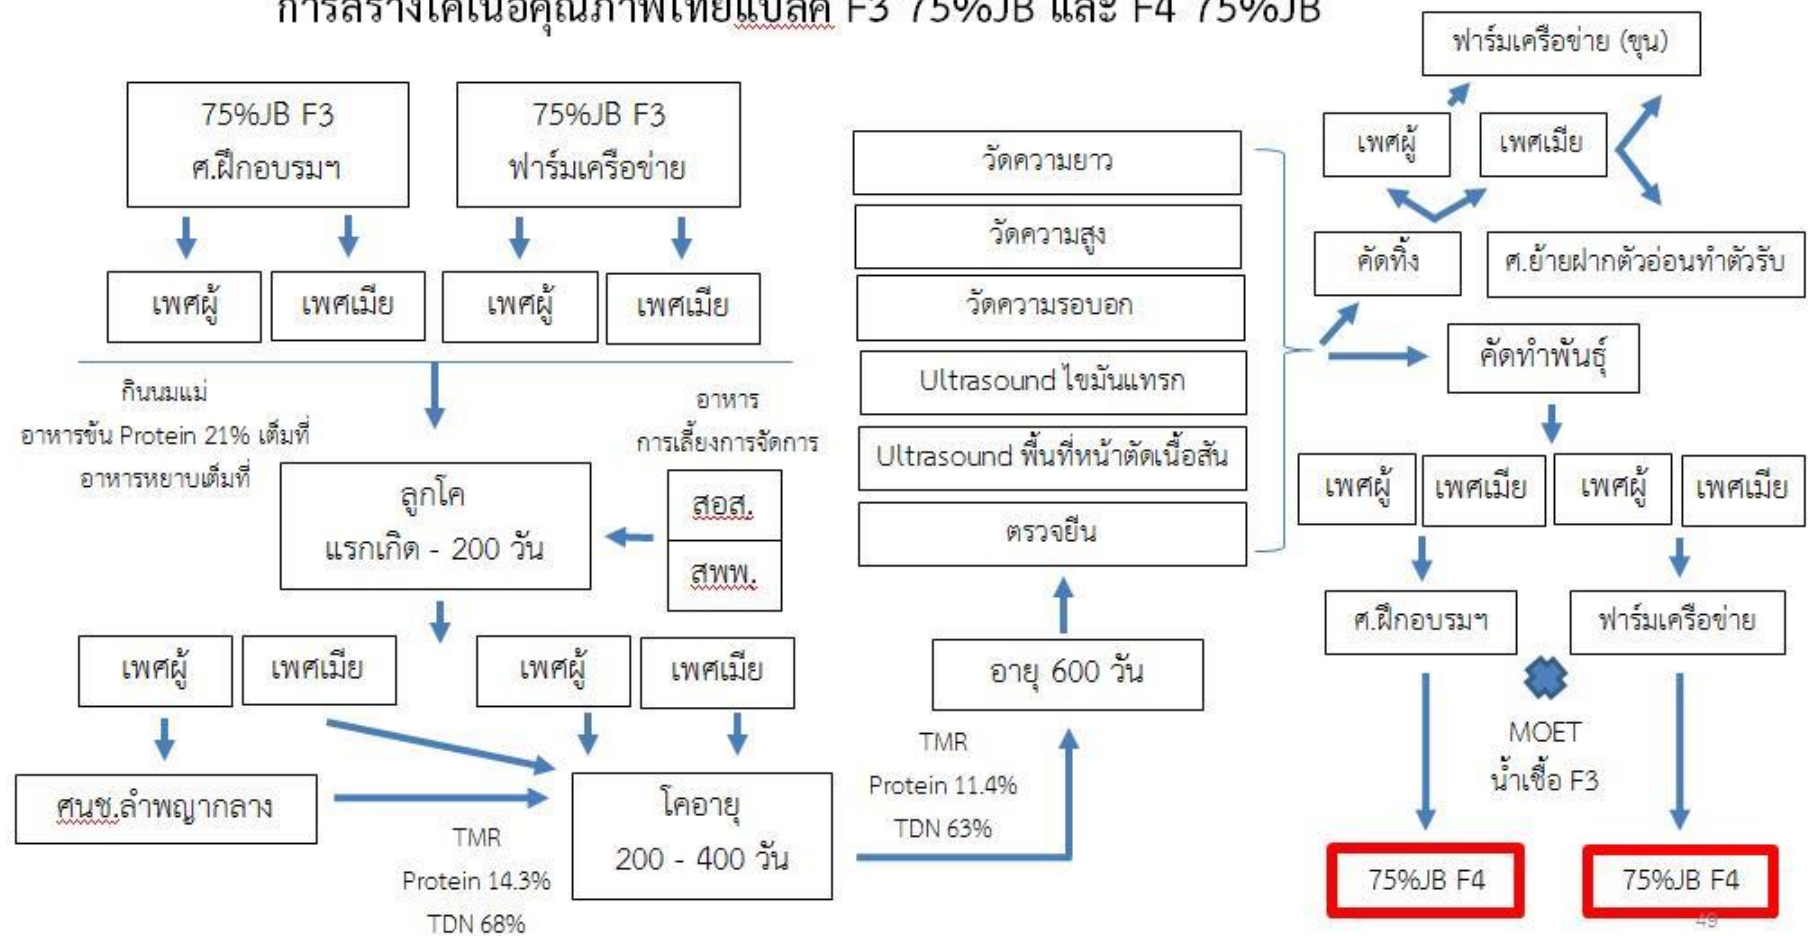 การสร้างโคเนื้อคุณภาพไทยแบล็ค F3 75%JB และ F4 75%JB
75%JB F3
ศ.ฝึกอบรมฯ
75%JB F3
ฟาร์มเครือข่าย
เพศผู้
เพศเมีย
เพศผู้
เพศเมีย
กินนมแม่
อาหารข้น Protein 21% เต็มที่
อาหารหยาบเต็มที่
อาหาร
การเลี้ยงการจัดการ
ลูกโค
แรกเกิด - 200 วัน
สอส.
สพพ.
เพศผู้
เพศเมีย
เพศผู้
เพศเมีย
ศนช.ลำพญากลาง
TMR
Protein 14.3%
TDN 68%
โคอายุ
200 - 400 วัน
TMR
Protein 11.4%
TDN 63%
อายุ 600 วัน
วัดความยาว
วัดความสูง
วัดความรอบอก
Ultrasound ไขมันแทรก
Ultrasound พื้นที่หน้าตัดเนื้อสัน
ตรวจยีน
ฟาร์มเครือข่าย (ขุน)
เพศผู้
เพศเมีย
คัดทิ้ง
ศ.ย้ายฝากตัวอ่อนทำตัวรับ
คัดทำพันธุ์
เพศผู้
เพศเมีย
เพศผู้
เพศเมีย
ศ.ฝึกอบรมฯ
ฟาร์มเครือข่าย
MOET
น้ำเชื้อ F3
75%JB F4
75%JB F4
49